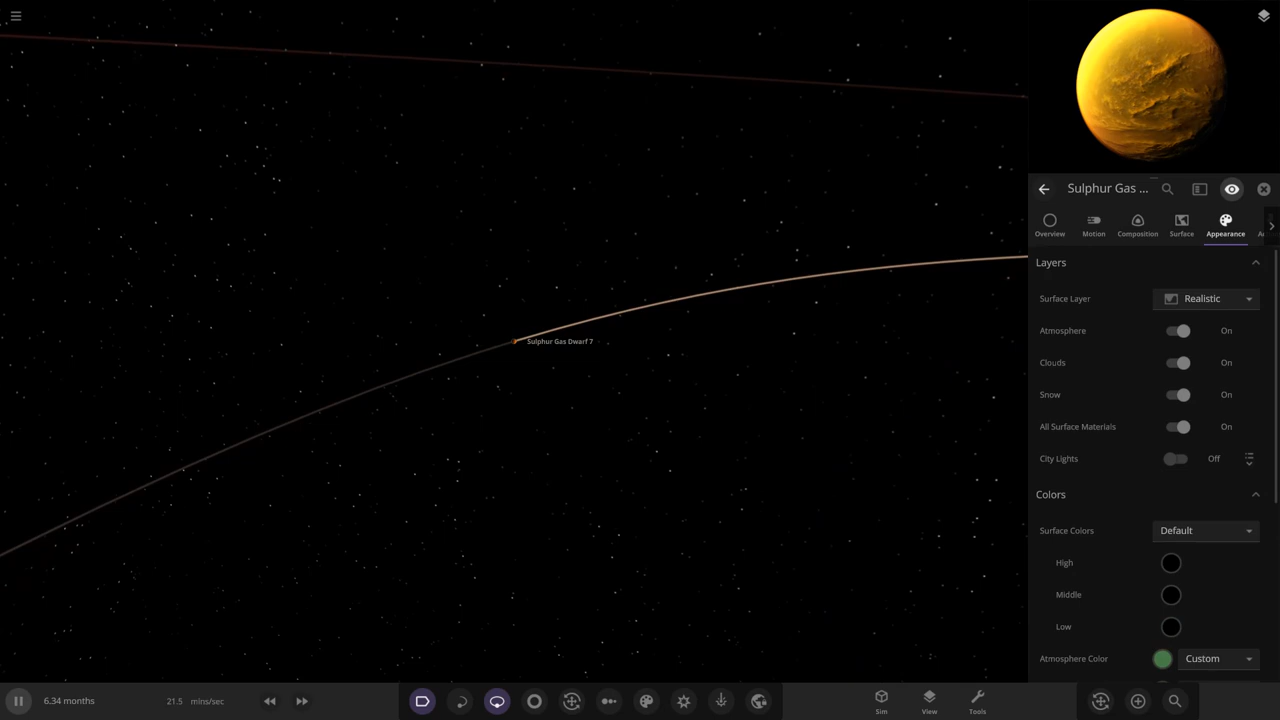 Sulphur Gas ...
Overview
Motion
Composition
Surface
Appearance
Layers
Surface Layer
Realistic
Atmosphere
On
Clouds
On
Snow
On
All Surface Materials
On
City Lights
Off
Colors
Surface Colors
Default
High
Middle
Low
Atmosphere Color
Custom
Sulphur Gas Dwarf 7
6.34 months
21.5 mins/sec
Sim
View
Tools